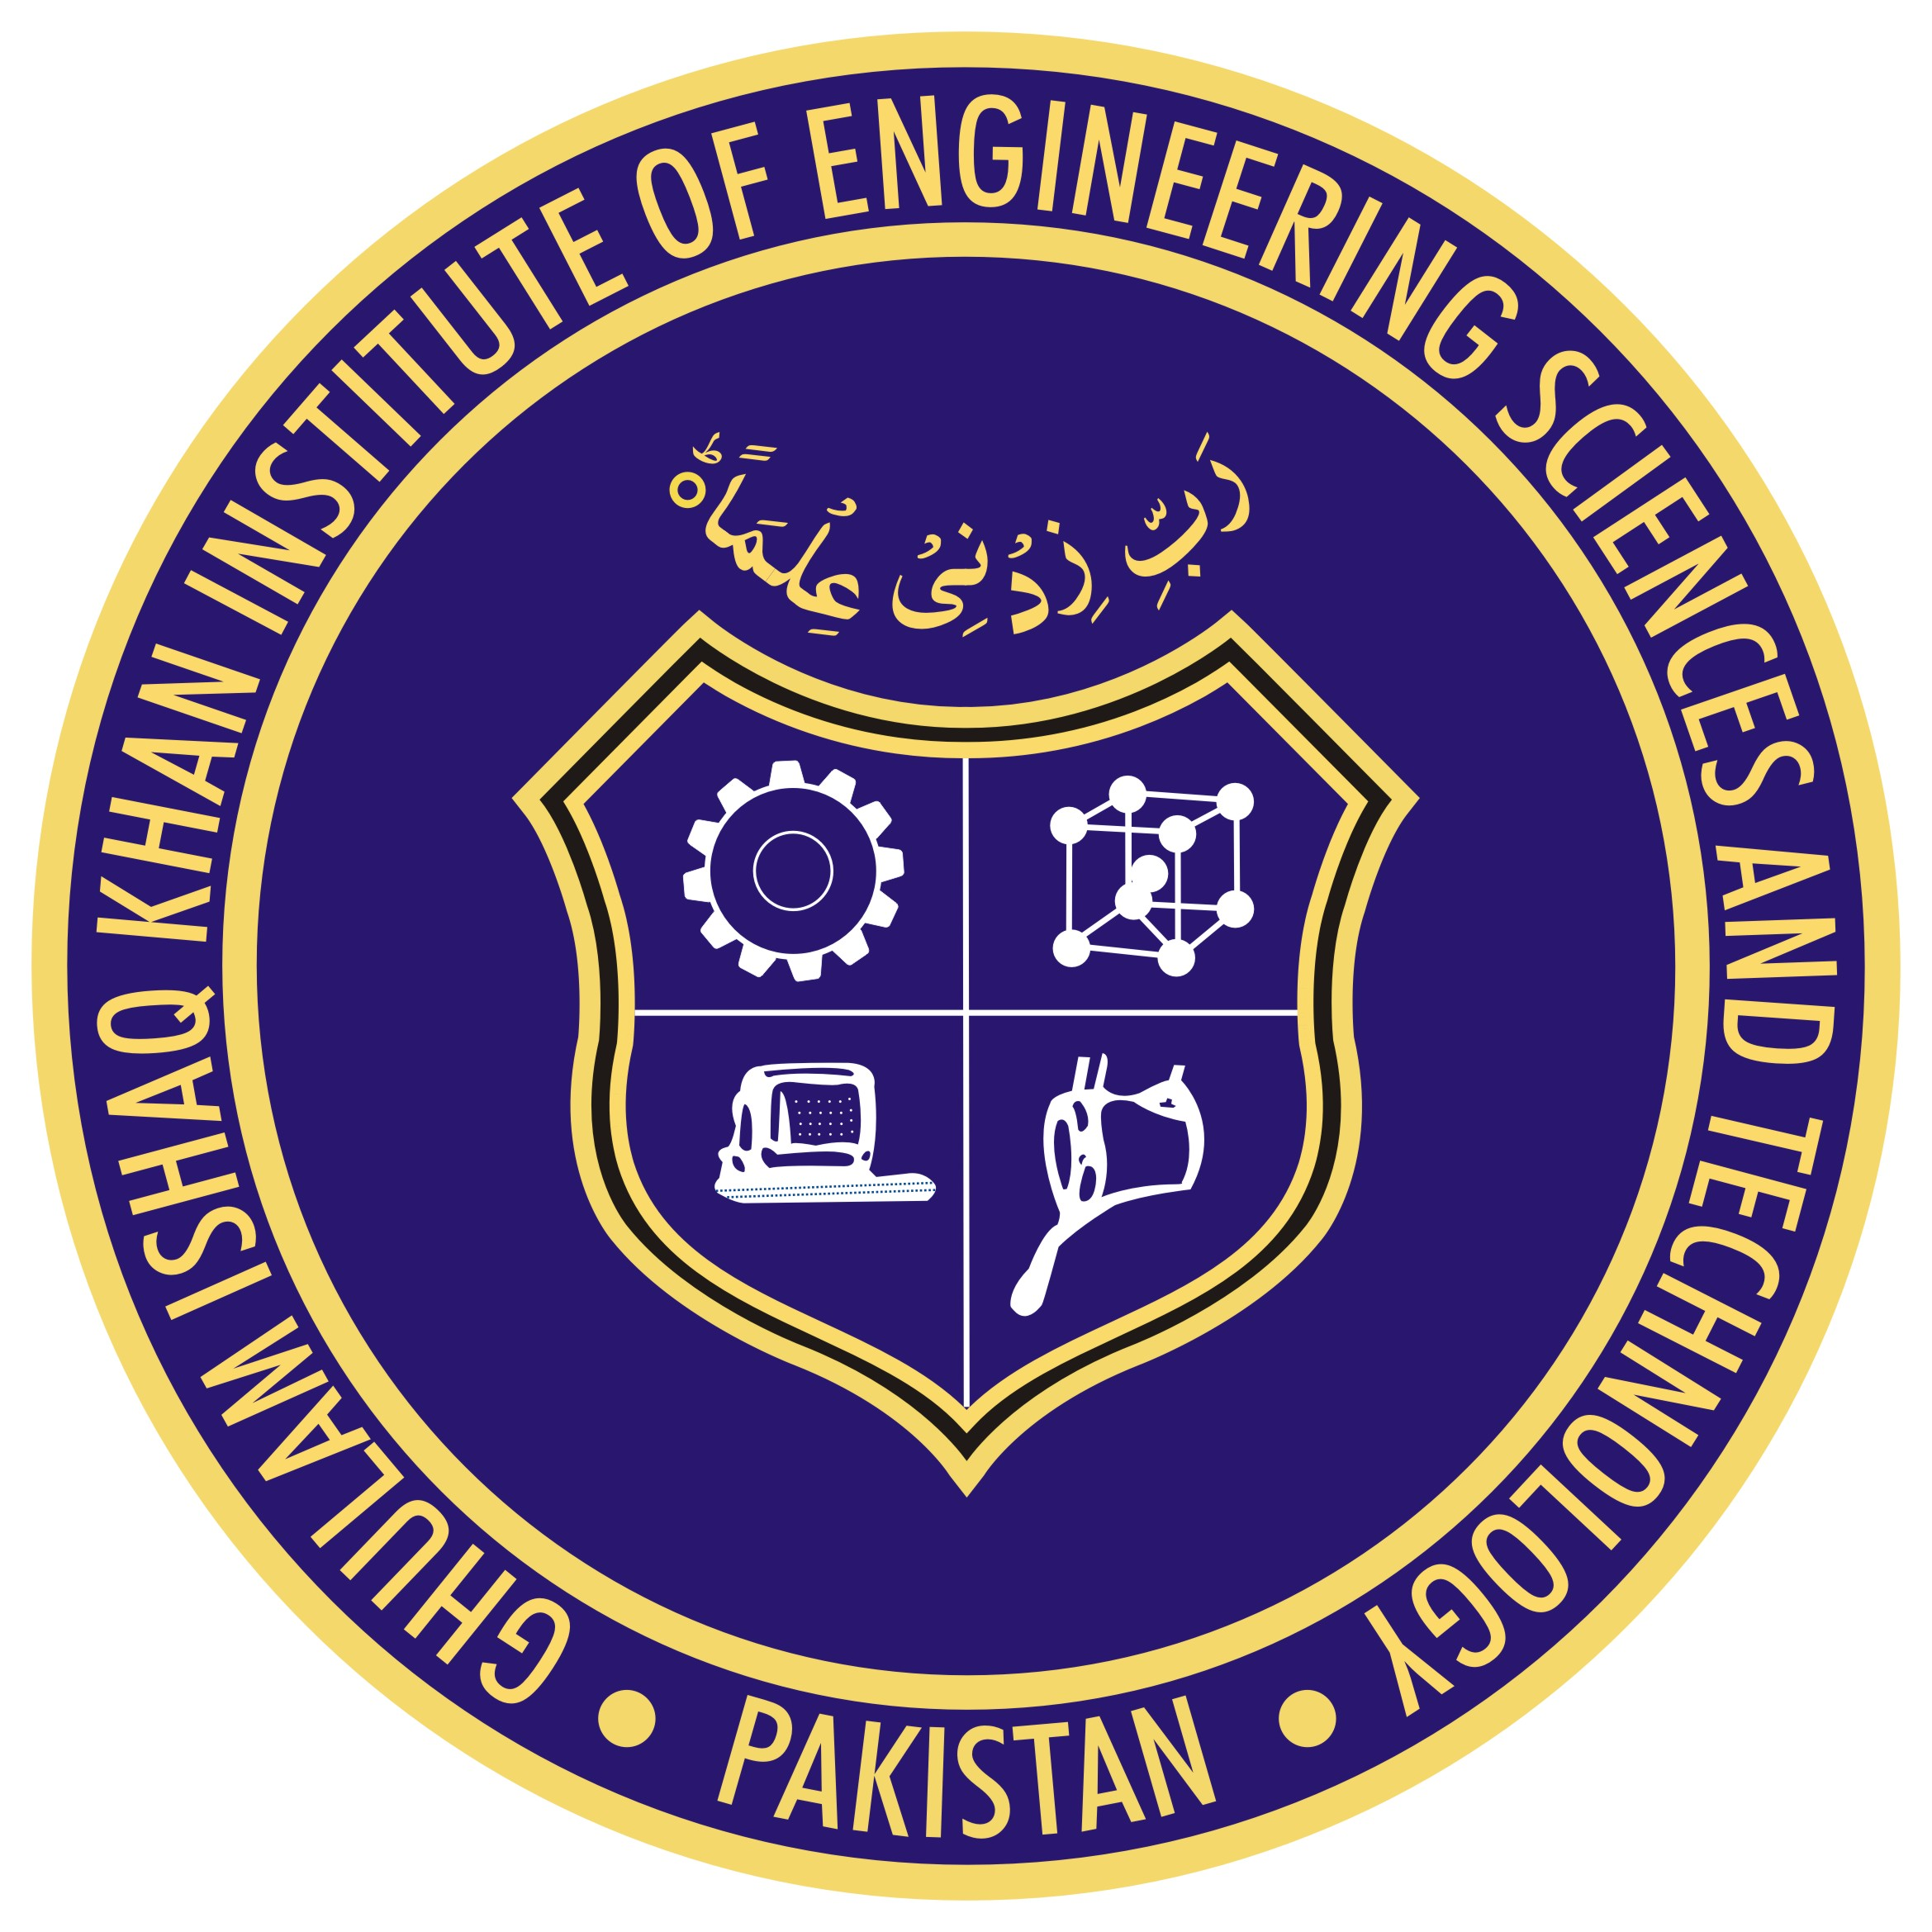 GHULAM ISHAQ KHAN INSTITUTE OF ENGINEERING SCIENCES AND TECHNOLOGY
رَبِّ زِدْنِیْ عِلْمًا
• PAKISTAN •